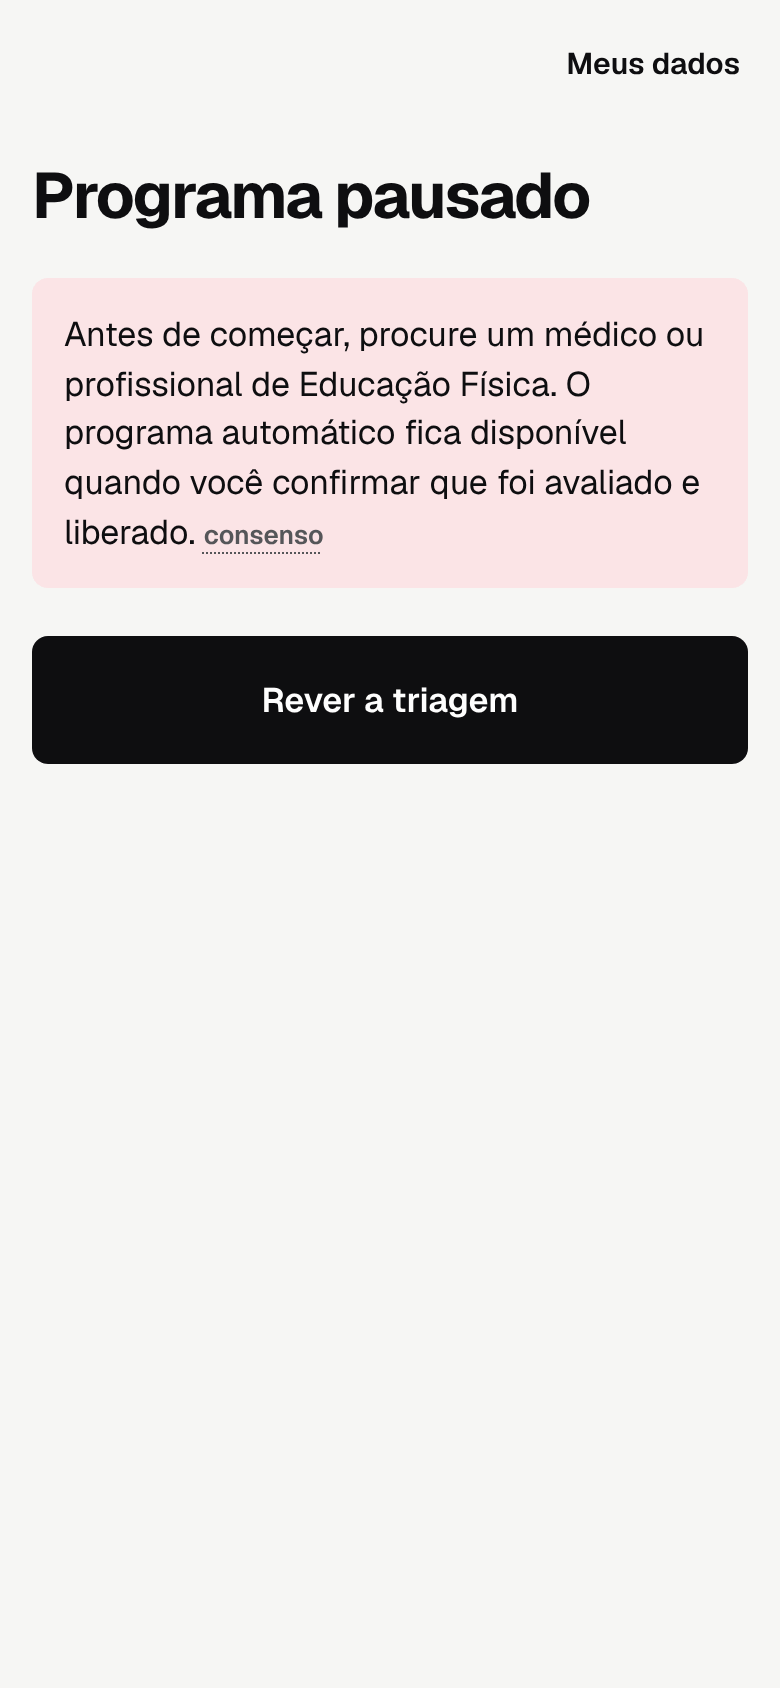 Meus dados
Programa pausado
Antes de começar, procure um médico ou
profissional de Educação Física. O
programa automático fica disponível
quando você confirmar que foi avaliado e
liberado. consenso
Rever a triagem